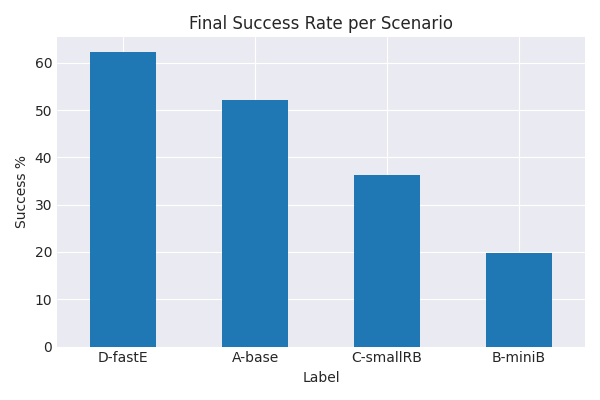 Final Success Rate per Scenario
Success %
60
50
40
30
20
10
0
D-fastE A-base C-smallRB B-miniB
Label